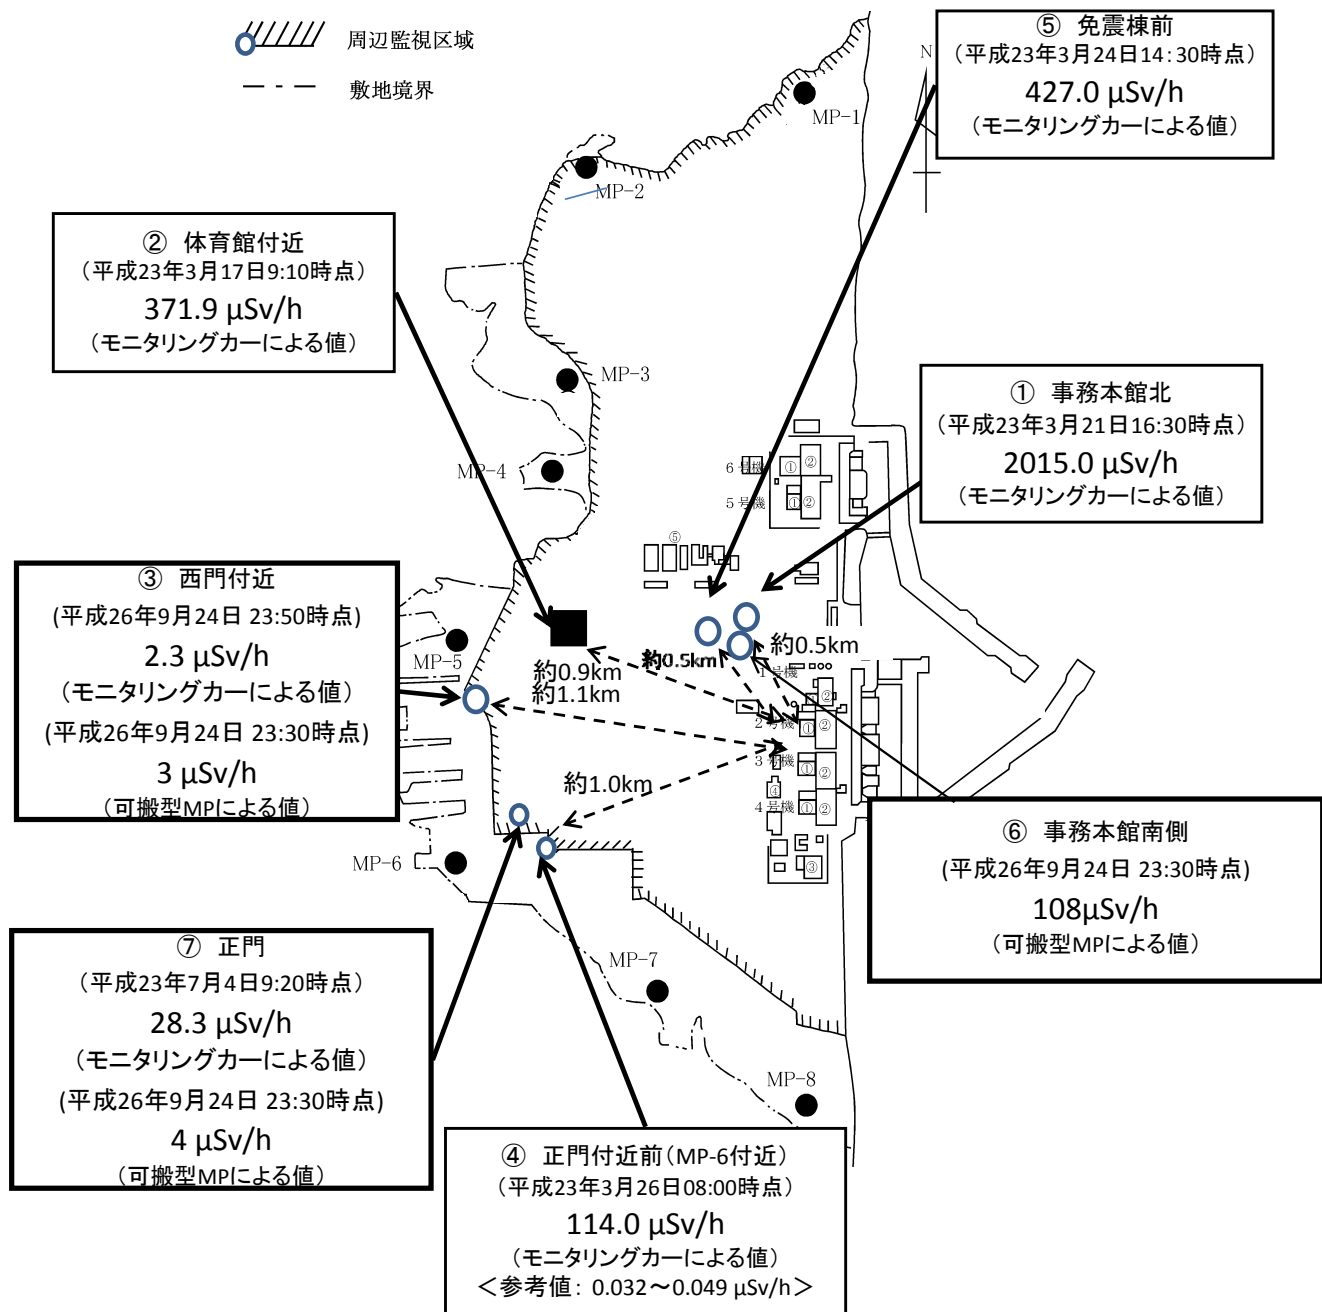 周辺監視区域
敷地境界
⑤ 免震棟前
（平成23年3月24日14:30時点）
427.0 μSv/h
（モニタリングカーによる値）
N
MP-1
MP-2
② 体育館付近
（平成23年3月17日9:10時点）
371.9 μSv/h
（モニタリングカーによる値）
MP-3
① 事務本館北
（平成23年3月21日16:30時点）
2015.0 μSv/h
（モニタリングカーによる値）
MP-4
6号機
①
②
5号機
①
②
⑤
③ 西門付近
(平成26年9月24日 23:50時点)
2.3 μSv/h
（モニタリングカーによる値）
(平成26年9月24日 23:30時点)
3 μSv/h
（可搬型MPによる値）
MP-5
約0.9km
約1.1km
約0.5km
約0.5km
1号機
②
2号機
①
②
3号機
①
②
約1.0km
④
4号機
①
②
③
MP-6
⑥ 事務本館南側
(平成26年9月24日 23:30時点)
108μSv/h
（可搬型MPによる値）
⑦ 正門
（平成23年7月4日9:20時点）
28.3 μSv/h
（モニタリングカーによる値）
(平成26年9月24日 23:30時点)
4 μSv/h
（可搬型MPによる値）
MP-7
MP-8
④ 正門付近前（MP-6付近）
（平成23年3月26日08:00時点）
114.0 μSv/h
（モニタリングカーによる値）
＜参考値: 0.032～0.049 μSv/h＞